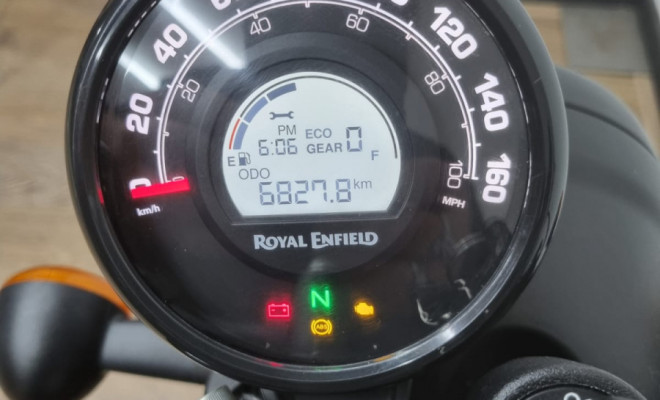 20
40
120
140
160
20
40
60
80
100
km/h
MPH
PM
6:06
ECO
GEAR 0
E
F
ODO
6827.8 km
ROYAL ENFIELD
N
ABS